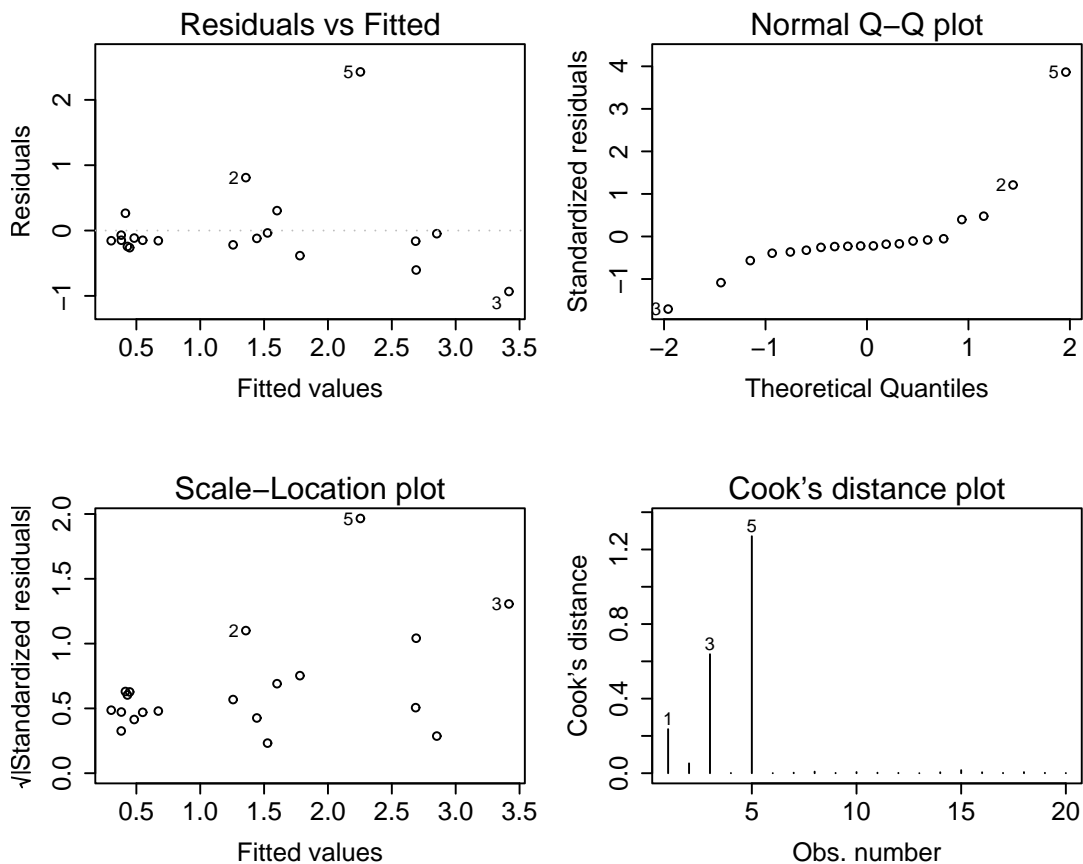 Residuals vs Fitted
Residuals
−1 0 1 2
0.5 1.0 1.5 2.0 2.5 3.0 3.5
Fitted values
5
2
3
Normal Q−Q plot
Standardized residuals
−1 0 1 2 3 4
−2 −1 0 1 2
Theoretical Quantiles
5
2
3
Scale−Location plot
√|Standardized residuals|
0.0 0.5 1.0 1.5 2.0
0.5 1.0 1.5 2.0 2.5 3.0 3.5
Fitted values
5
3
2
Cook's distance plot
Cook's distance
0.0 0.4 0.8 1.2
5 10 15 20
Obs. number
5
3
1